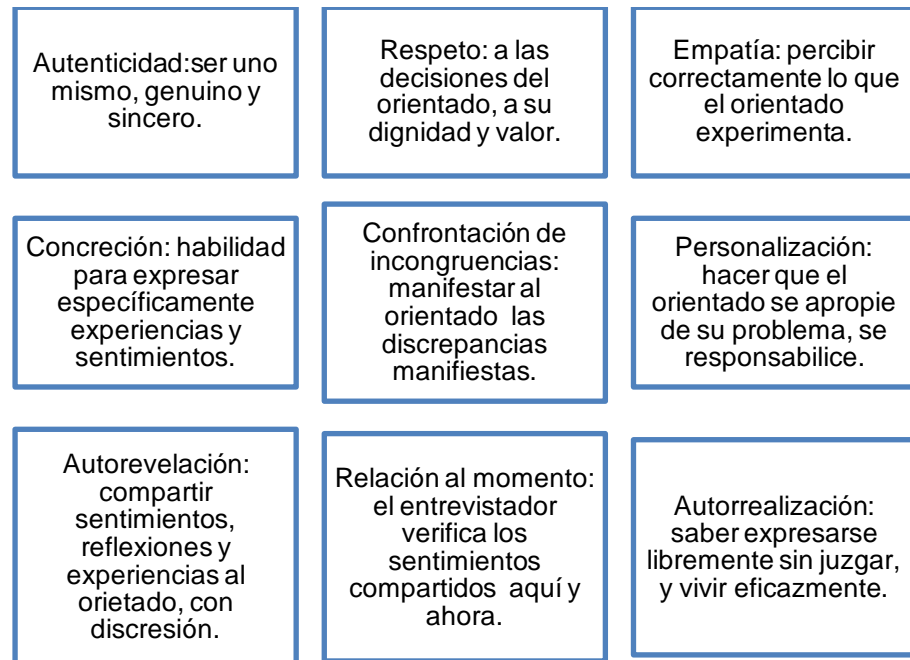 Autenticidad:ser uno
mismo, genuino y
sincero.
Respeto: a las
decisiones del
orientado, a su
dignidad y valor.
Empatía: percibir
correctamente lo que
el orientado
experimenta.
Concreción: habilidad
para expresar
específicamente
experiencias y
sentimientos.
Confrontación de
incongruencias:
manifestar al
orientado las
discrepancias
manifiestas.
Personalización:
hacer que el
orientado se apropie
de su problema, se
responsabilice.
Autorevelación:
compartir
sentimientos,
reflexiones y
experiencias al
orietado, con
discresión.
Relación al momento:
el entrevistador
verifica los
sentimientos
compartidos aquí y
ahora.
Autorrealización:
saber expresarse
libremente sin juzgar,
y vivir eficazmente.